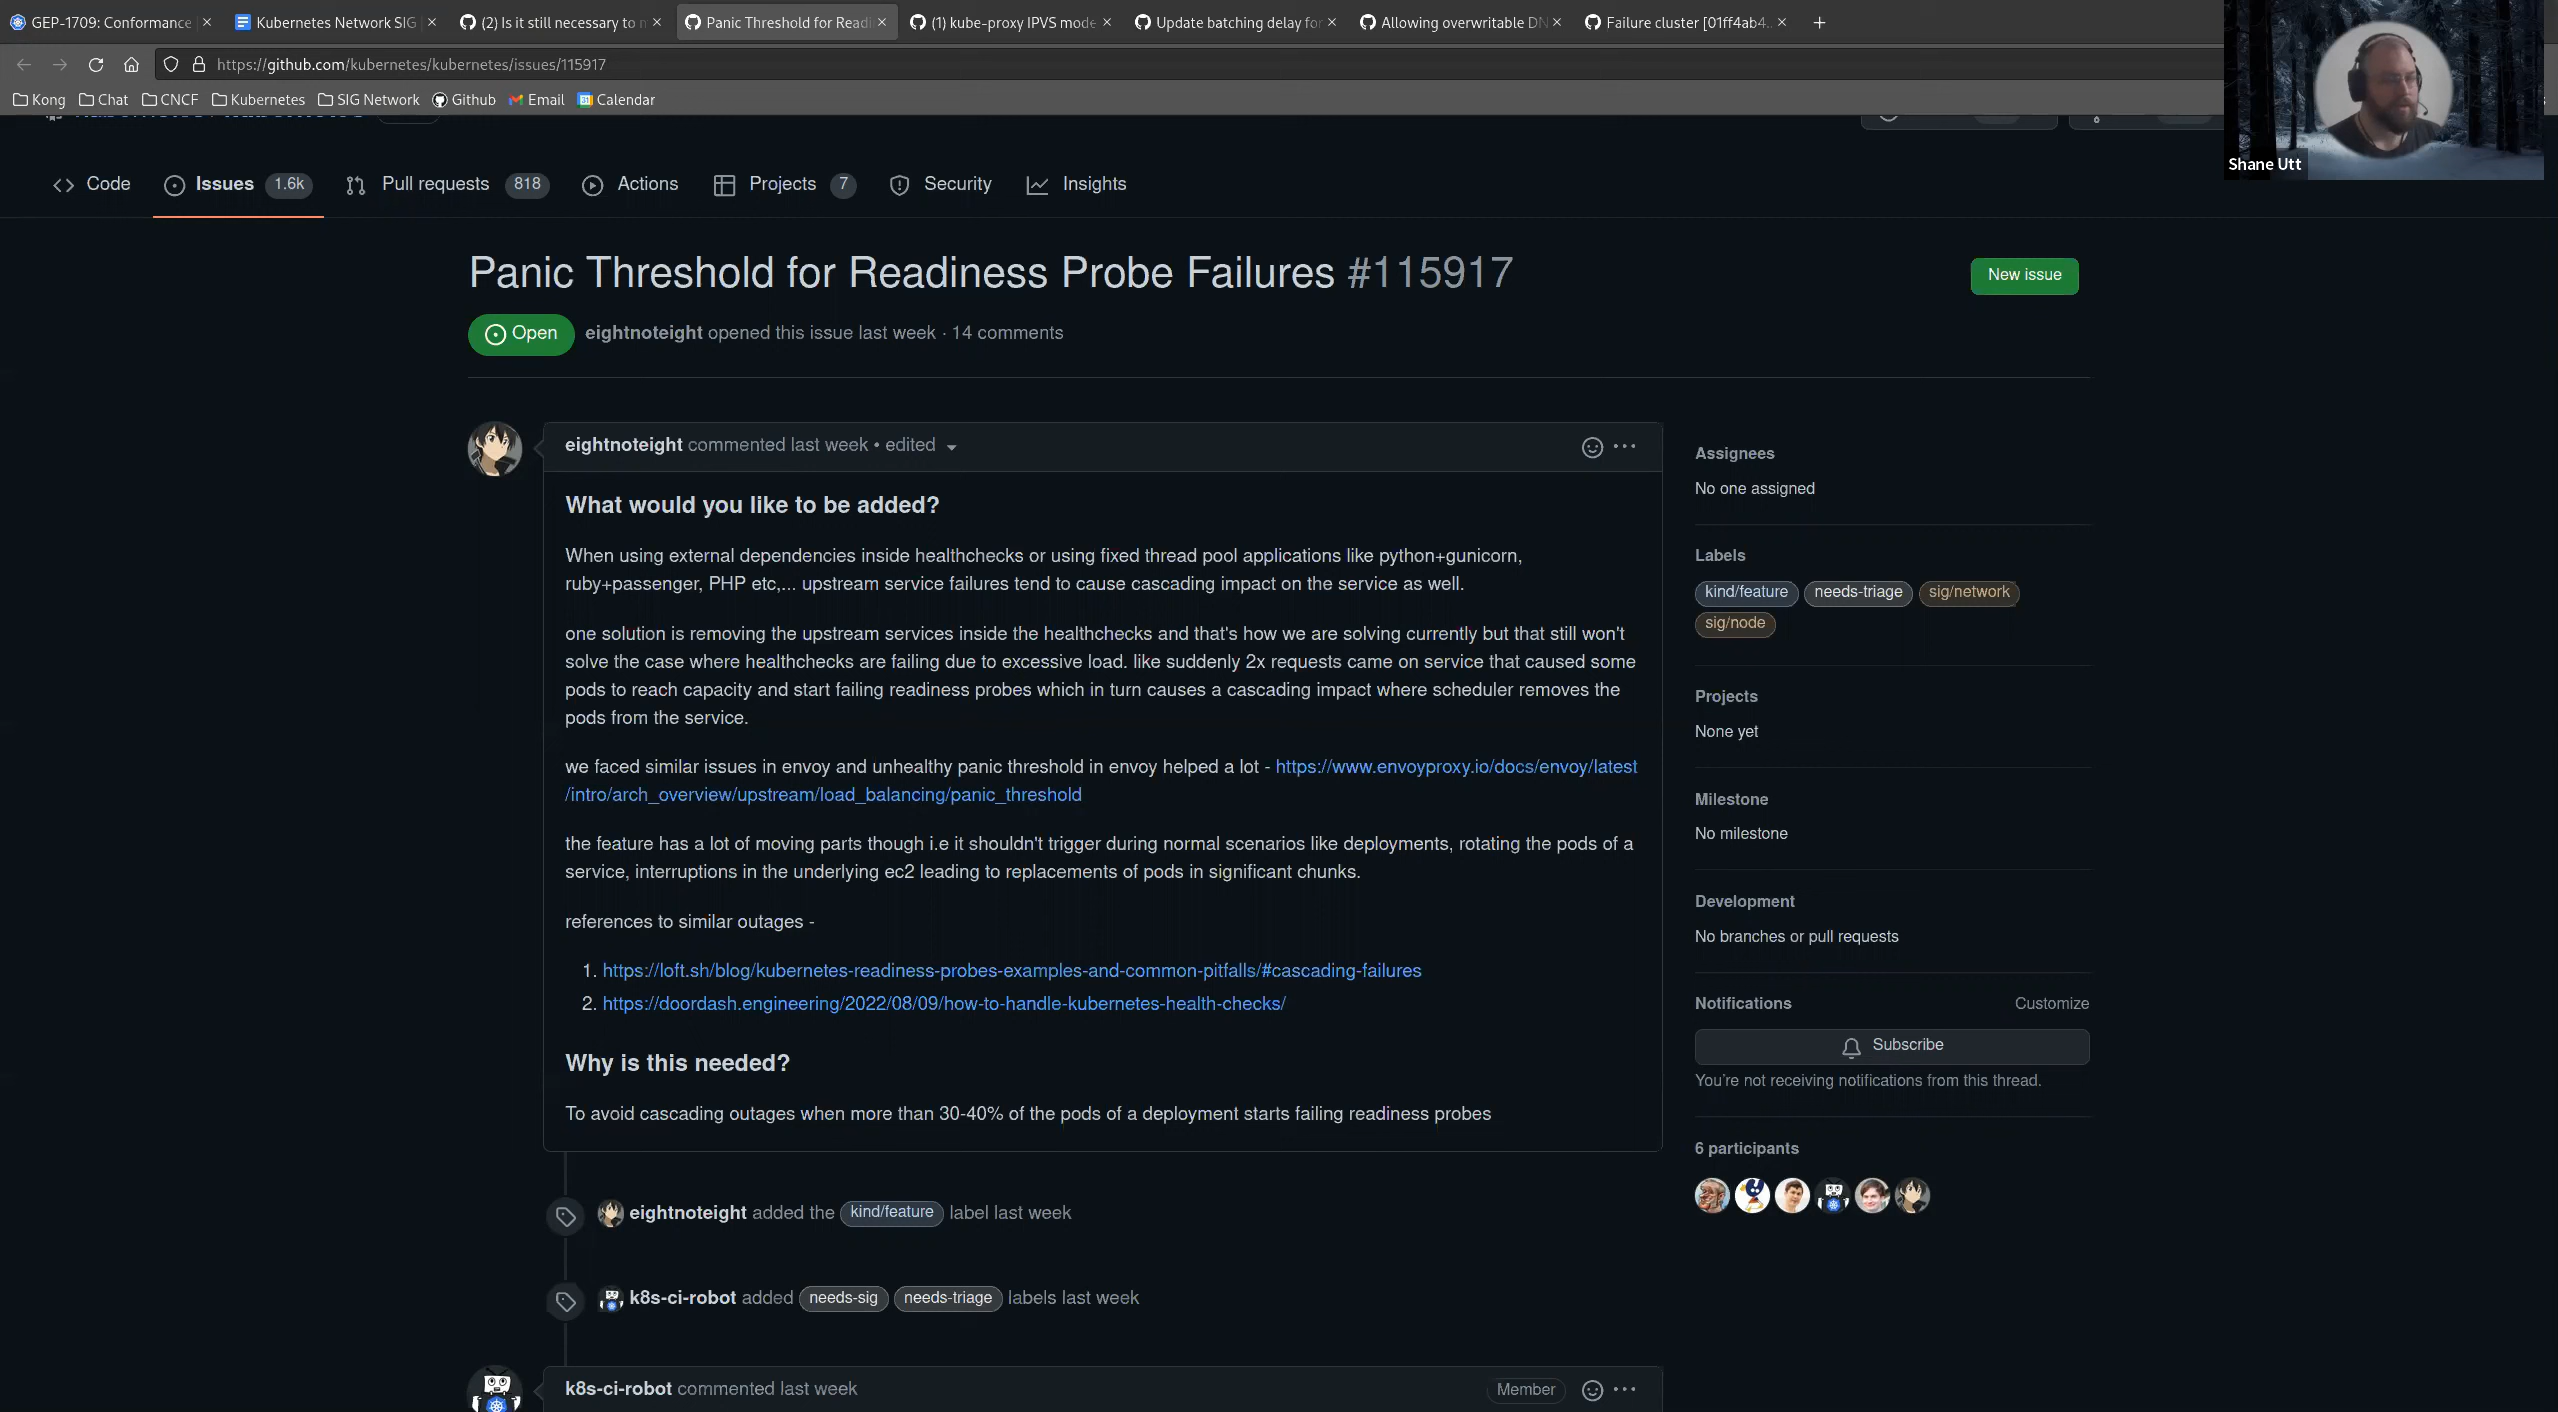 GEP-1709: Conformance
Kubernetes Network SIG
(2) Is it still necessary to m
Panic Threshold for Readi
(1) kube-proxy IPVS mode
Update batching delay for
Allowing overwritable DN
Failure cluster [01ff4ab4...
https://github.com/kubernetes/kubernetes/issues/115917
Kong Chat CNCF Kubernetes SIG Network Github Email Calendar
Shane Utt
Code Issues 1.6k Pull requests 818 Actions Projects 7 Security Insights
Panic Threshold for Readiness Probe Failures #115917
New issue
Open eightnoteight opened this issue last week · 14 comments
eightnoteight commented last week • edited
What would you like to be added?
When using external dependencies inside healthchecks or using fixed thread pool applications like python+gunicorn,
ruby+passenger, PHP etc,... upstream service failures tend to cause cascading impact on the service as well.
one solution is removing the upstream services inside the healthchecks and that's how we are solving currently but that still won't
solve the case where healthchecks are failing due to excessive load. like suddenly 2x requests came on service that caused some
pods to reach capacity and start failing readiness probes which in turn causes a cascading impact where scheduler removes the
pods from the service.
we faced similar issues in envoy and unhealthy panic threshold in envoy helped a lot - https://www.envoyproxy.io/docs/envoy/latest
/intro/arch_overview/upstream/load_balancing/panic_threshold
the feature has a lot of moving parts though i.e it shouldn't trigger during normal scenarios like deployments, rotating the pods of a
service, interruptions in the underlying ec2 leading to replacements of pods in significant chunks.
references to similar outages -
1. https://loft.sh/blog/kubernetes-readiness-probes-examples-and-common-pitfalls/#cascading-failures
2. https://doordash.engineering/2022/08/09/how-to-handle-kubernetes-health-checks/
Why is this needed?
To avoid cascading outages when more than 30-40% of the pods of a deployment starts failing readiness probes
eightnoteight added the kind/feature label last week
k8s-ci-robot added needs-sig needs-triage labels last week
k8s-ci-robot commented last week
Member
Assignees
No one assigned
Labels
kind/feature needs-triage sig/network
sig/node
Projects
None yet
Milestone
No milestone
Development
No branches or pull requests
Notifications
Customize
Subscribe
You're not receiving notifications from this thread.
6 participants